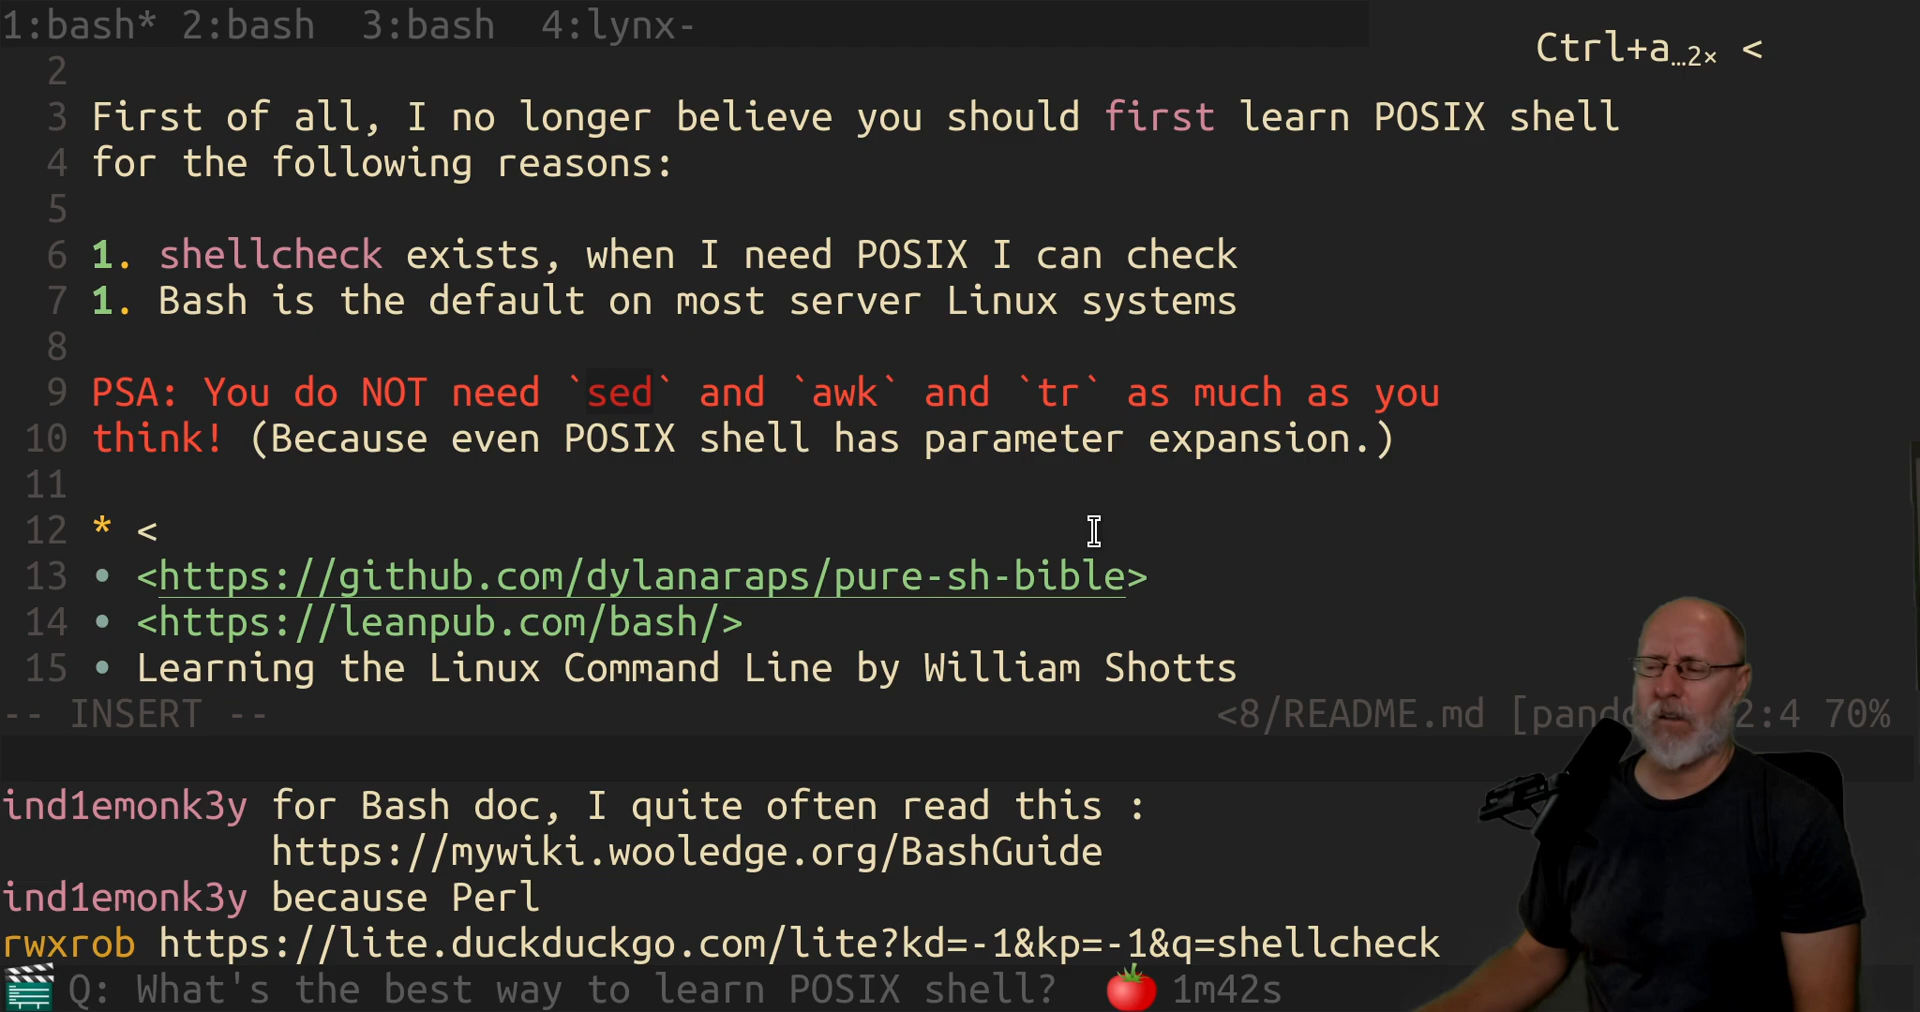 1:bash* 2:bash  3:bash  4:lynx-
Ctrl+a…2× <
2
3 First of all, I no longer believe you should first learn POSIX shell
4 for the following reasons:
5
6 1. shellcheck exists, when I need POSIX I can check
7 1. Bash is the default on most server Linux systems
8
9 PSA: You do NOT need `sed` and `awk` and `tr` as much as you
10 think! (Because even POSIX shell has parameter expansion.)
11
12 * <
13 • <https://github.com/dylanaraps/pure-sh-bible>
14 • <https://leanpub.com/bash/>
15 • Learning the Linux Command Line by William Shotts
-- INSERT -- <8/README.md [pand 2:4 70%
ind1emonk3y for Bash doc, I quite often read this :
https://mywiki.wooledge.org/BashGuide
ind1emonk3y because Perl
rwxrob https://lite.duckduckgo.com/lite?kd=-1&kp=-1&q=shellcheck
Q: What's the best way to learn POSIX shell? 🍅 1m42s